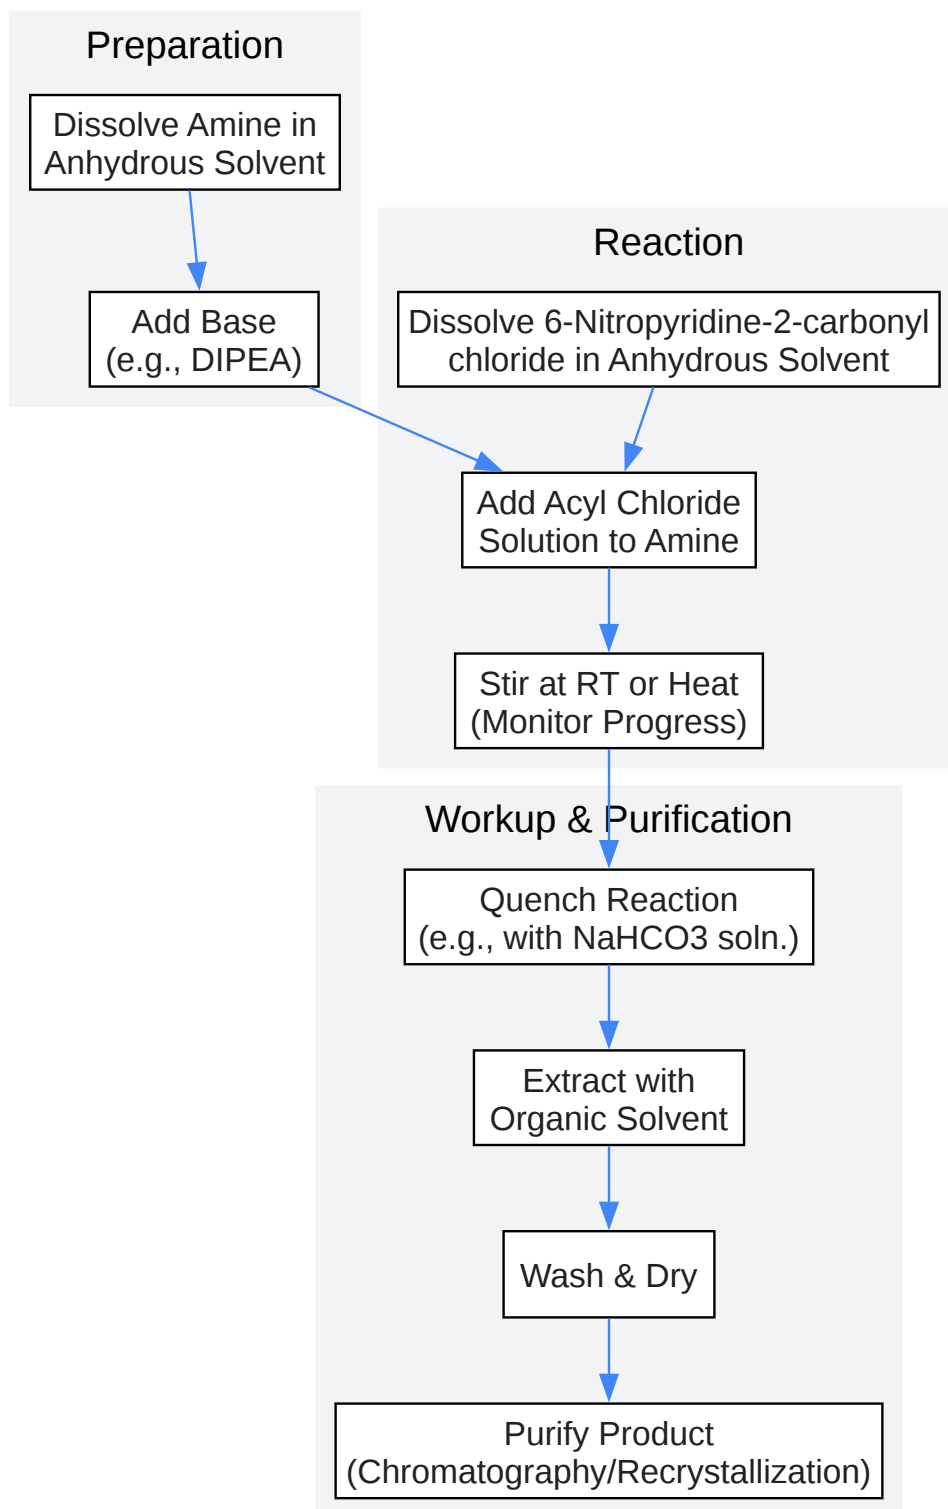 Preparation
Dissolve Amine in
Anhydrous Solvent
Add Base
(e.g., DIPEA)
Reaction
Dissolve 6-Nitropyridine-2-carbonyl
chloride in Anhydrous Solvent
Add Acyl Chloride
Solution to Amine
Stir at RT or Heat
(Monitor Progress)
Workup & Purification
Quench Reaction
(e.g., with NaHCO3 soln.)
Extract with
Organic Solvent
Wash & Dry
Purify Product
(Chromatography/Recrystallization)